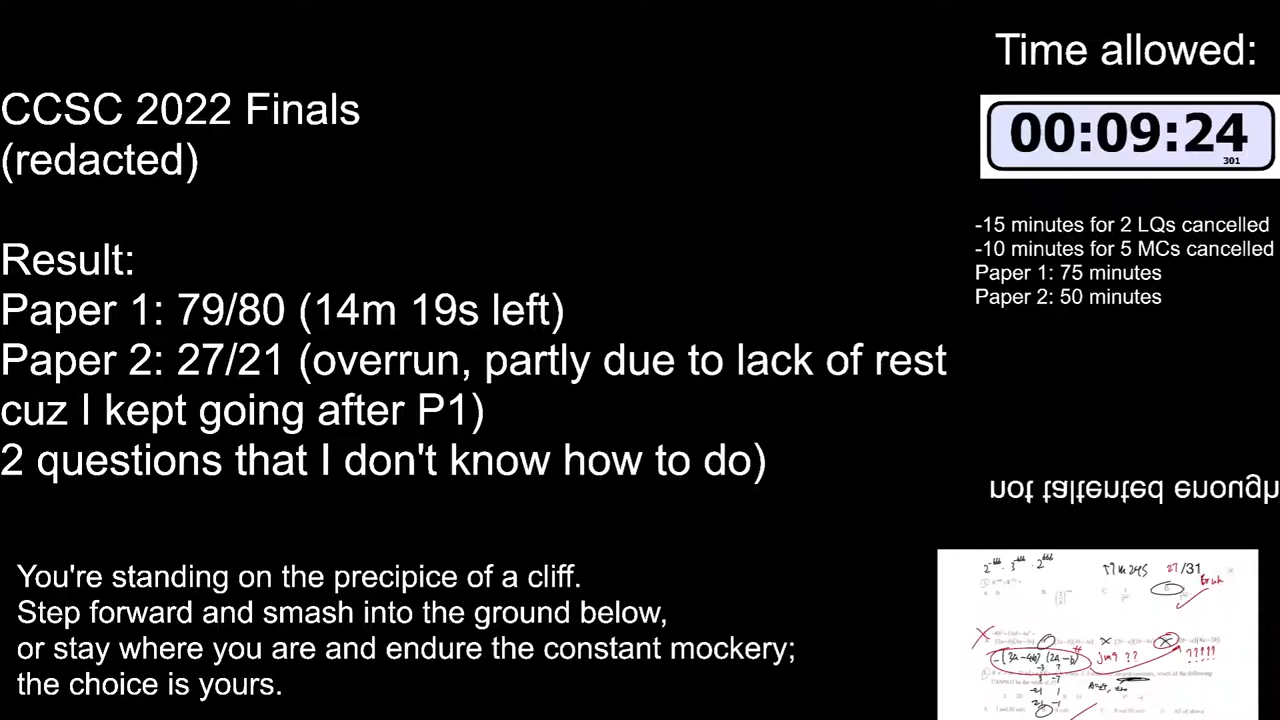 Time allowed:
CCSC 2022 Finals
(redacted)
00:09:24
301
-15 minutes for 2 LQs cancelled
-10 minutes for 5 MCs cancelled
Paper 1: 75 minutes
Paper 2: 50 minutes
Result:
Paper 1: 79/80 (14m 19s left)
Paper 2: 27/21 (overrun, partly due to lack of rest
cuz I kept going after P1)
2 questions that I don't know how to do)
not taltented enough
You're standing on the precipice of a cliff.
Step forward and smash into the ground below,
or stay where you are and endure the constant mockery;
the choice is yours.
27/31